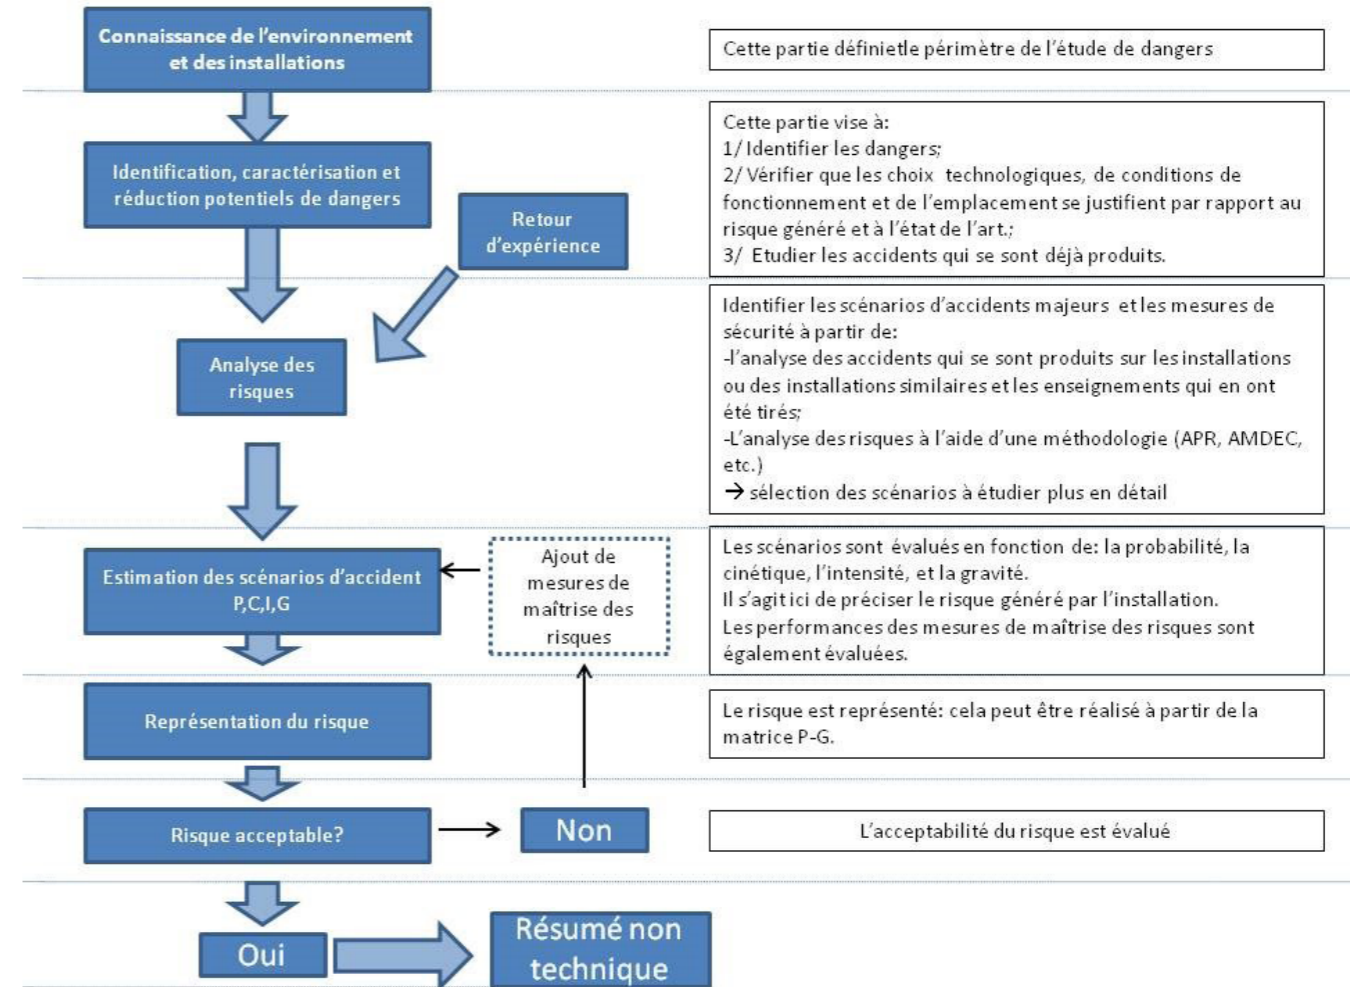 Connaissance de l'environnement
et des installations
Cette partie définietle périmètre de l'étude de dangers
Identification, caractérisation et
réduction potentiels de dangers
Retour
d'expérience
Cette partie vise à:
1/ Identifier les dangers;
2/ Vérifier que les choix technologiques, de conditions de
fonctionnement et de l'emplacement se justifient par rapport au
risque généré et à l'état de l'art.;
3/ Etudier les accidents qui se sont déjà produits.
Analyse des
risques
Identifier les scénarios d'accidents majeurs et les mesures de
sécurité à partir de:
-l'analyse des accidents qui se sont produits sur les installations
ou des installations similaires et les enseignements qui en ont
été tirés;
-L'analyse des risques à l'aide d'une méthodologie (APR, AMDEC,
etc.)
→ sélection des scénarios à étudier plus en détail
Estimation des scénarios d'accident
P,C,I,G
Ajout de
mesures de
maîtrise des
risques
Les scénarios sont évalués en fonction de: la probabilité, la
cinétique, l'intensité, et la gravité.
Il s'agit ici de préciser le risque généré par l'installation.
Les performances des mesures de maîtrise des risques sont
également évaluées.
Représentation du risque
Le risque est représenté: cela peut être réalisé à partir de la
matrice P-G.
Risque acceptable?
Non
L'acceptabilité du risque est évalué
Oui
Résumé non
technique